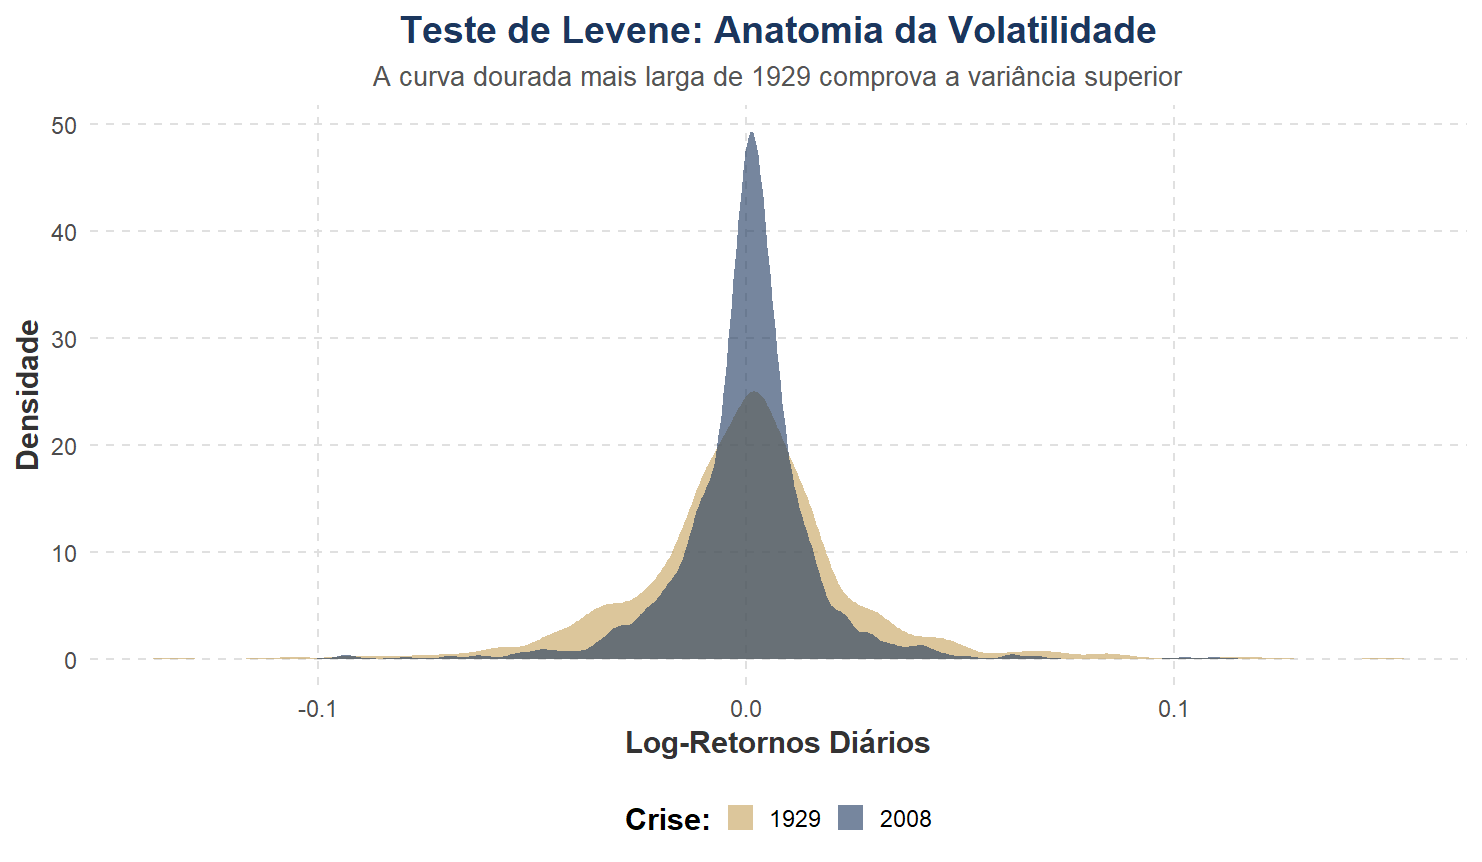 Teste de Levene: Anatomia da Volatilidade
A curva dourada mais larga de 1929 comprova a variância superior
50
40
30
20
10
0
Densidade
-0.1 0.0 0.1
Log-Retornos Diários
Crise: 1929 2008